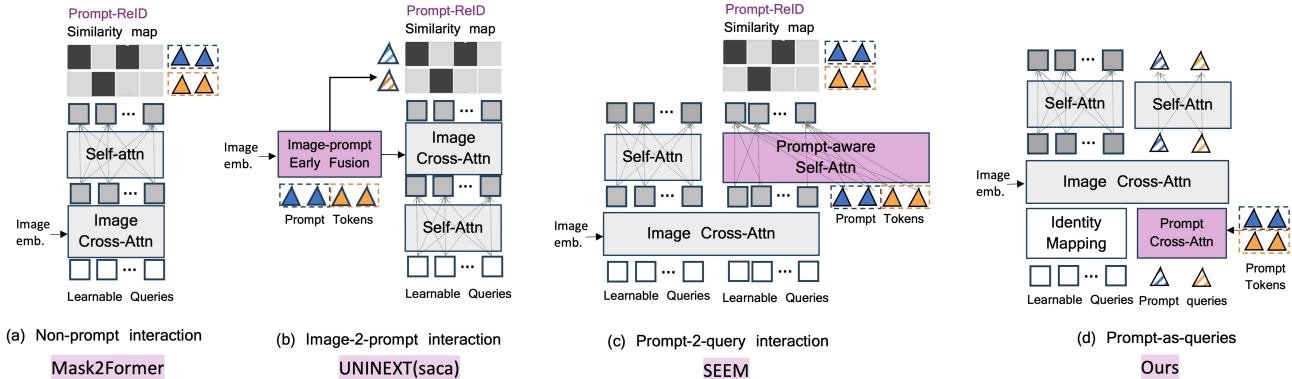 Prompt-ReID
Similarity map
Self-attn
Image
emb.
Image
Cross-Attn
Learnable Queries
(a) Non-prompt interaction
Mask2Former
Prompt-ReID
Similarity map
Image
emb.
Image-prompt
Early Fusion
Prompt Tokens
Image
Cross-Attn
Self-Attn
Learnable Queries
(b) Image-2-prompt interaction
UNINEXT(saca)
Prompt-ReID
Similarity map
Self-Attn
Prompt-aware
Self-Attn
Prompt Tokens
Image
emb.
Image Cross-Attn
Learnable Queries
Learnable Queries
(c) Prompt-2-query interaction
SEEM
Self-Attn
Self-Attn
Image
emb.
Image Cross-Attn
Identity
Mapping
Prompt
Cross-Attn
Prompt
Tokens
Learnable Queries
Prompt queries
(d) Prompt-as-queries
Ours